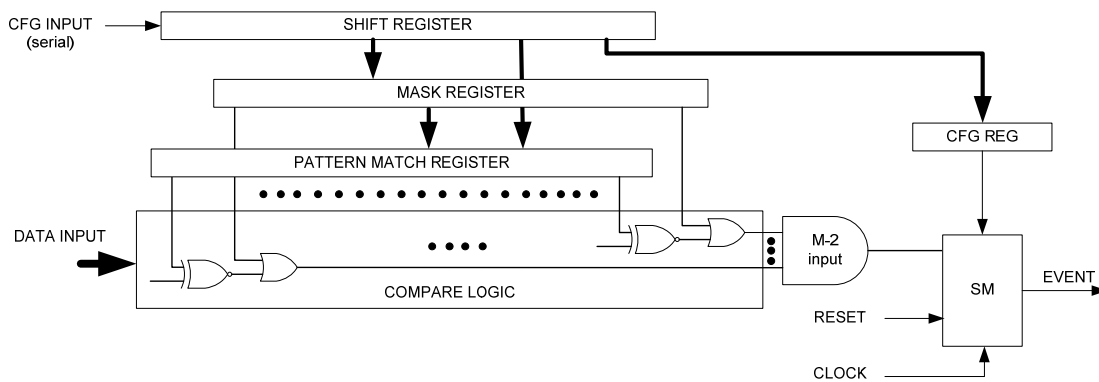 CFG INPUT
(serial)
SHIFT REGISTER
MASK REGISTER
CFG REG
PATTERN MATCH REGISTER
DATA INPUT
M-2
input
COMPARE LOGIC
SM
EVENT
RESET
CLOCK